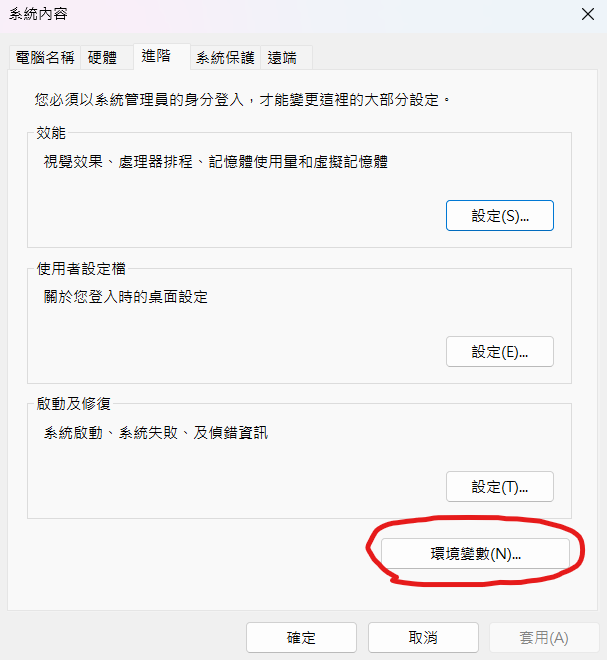 系統內容
電腦名稱 硬體 進階 系統保護 遠端
您必須以系統管理員的身分登入，才能變更這裡的大部分設定。
效能
視覺效果、處理器排程、記憶體使用量和虛擬記憶體
設定(S)...
使用者設定檔
關於您登入時的桌面設定
設定(E)...
啟動及修復
系統啟動、系統失敗、及偵錯資訊
設定(T)...
環境變數(N)...
確定 取消 套用(A)